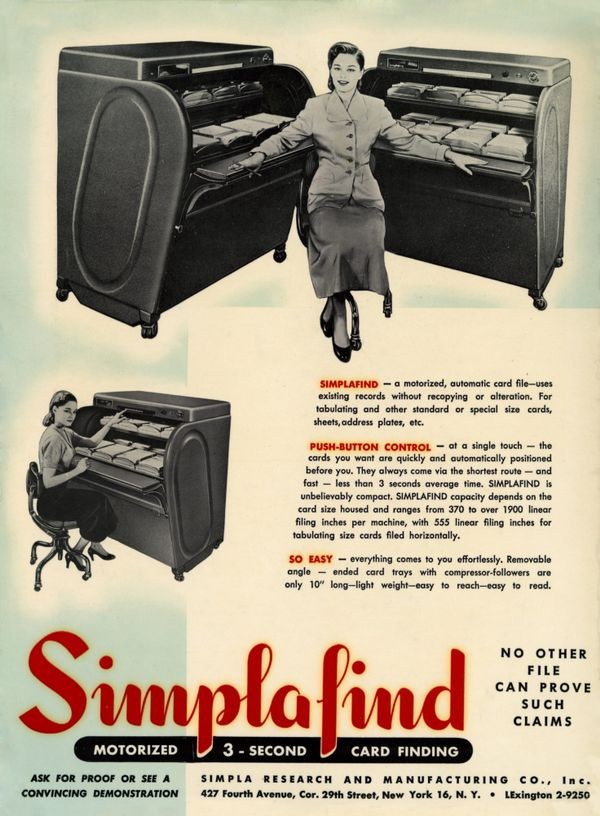 SIMPLAFIND — a motorized, automatic card file—uses
existing records without recopying or alteration. For
tabulating and other standard or special size cards,
sheets, address plates, etc.
PUSH-BUTTON CONTROL — at a single touch — the
cards you want are quickly and automatically positioned
before you. They always come via the shortest route — and
fast — less than 3 seconds average time. SIMPLAFIND is
unbelievably compact. SIMPLAFIND capacity depends on the
card size housed and ranges from 370 to over 1900 linear
filing inches per machine, with 555 linear filing inches for
tabulating size cards filed horizontally.
SO EASY — everything comes to you effortlessly. Removable
angle — ended card trays with compressor-followers are
only 10" long—light weight—easy to reach—easy to read.
Simplafind
MOTORIZED 3-SECOND CARD FINDING
NO OTHER
FILE
CAN PROVE
SUCH
CLAIMS
ASK FOR PROOF OR SEE A
CONVINCING DEMONSTRATION
SIMPLA RESEARCH AND MANUFACTURING CO., Inc.
427 Fourth Avenue, Cor. 29th Street, New York 16, N. Y. • LExington 2-9250